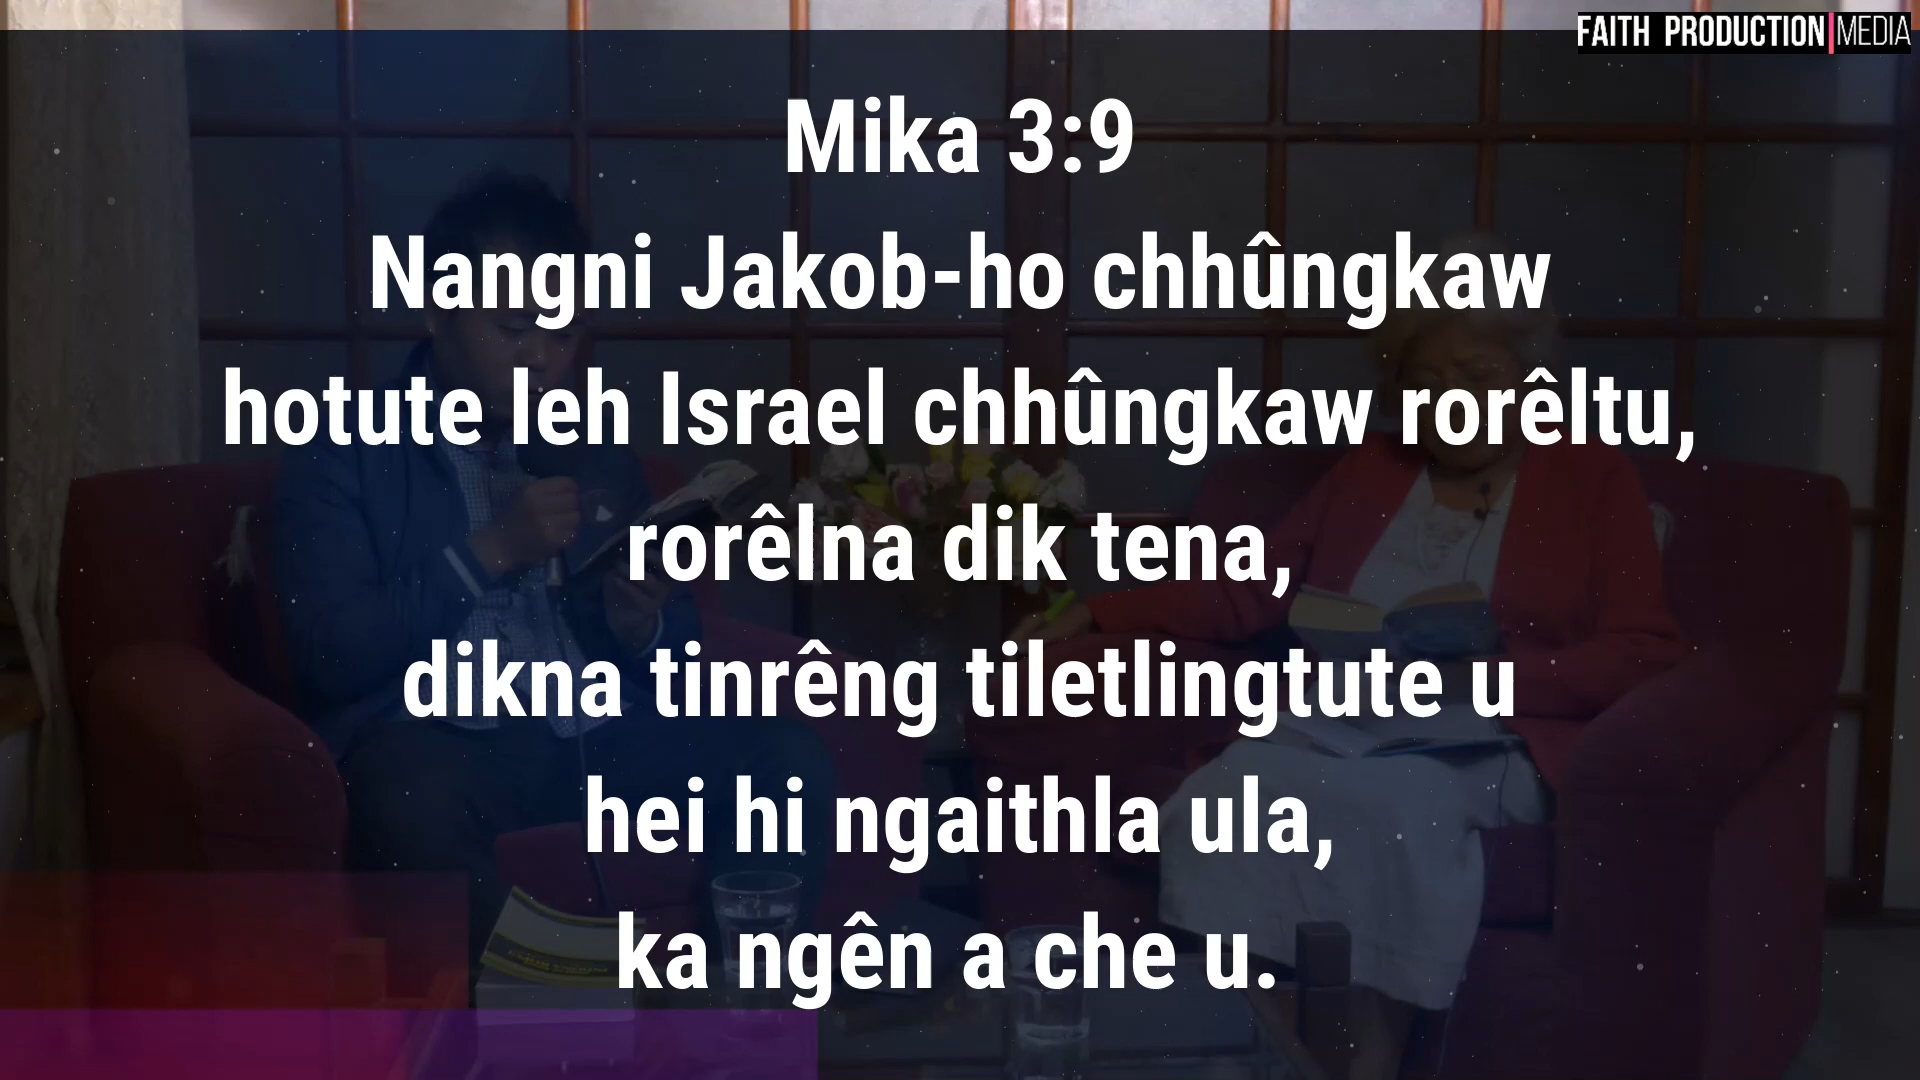 FAITH PRODUCTION MEDIA
Mika 3:9
Nangni Jakob-ho chhûngkaw
hotute leh Israel chhûngkaw rorêltu,
rorêlna dik tena,
dikna tinrêng tiletlingtute u
hei hi ngaithla ula,
ka ngên a che u.